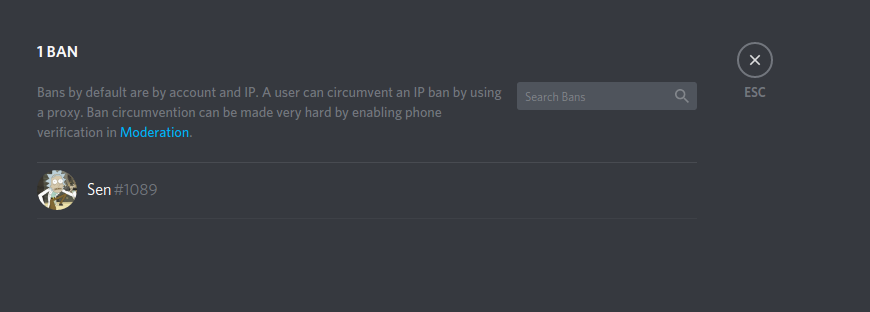 1 BAN
Bans by default are by account and IP. A user can circumvent an IP ban by using
a proxy. Ban circumvention can be made very hard by enabling phone
verification in Moderation.
Search Bans
ESC
Sen #1089